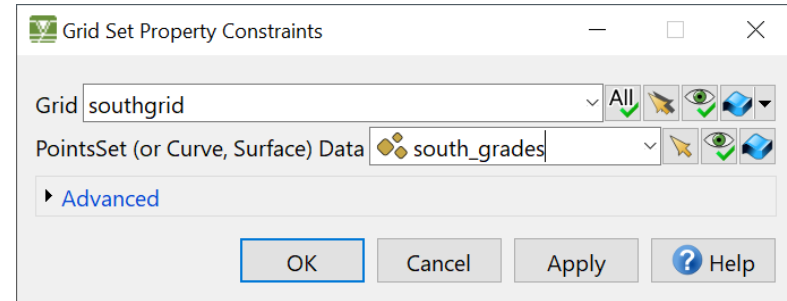 Grid Set Property Constraints
Grid southgrid All
PointsSet (or Curve, Surface) Data south_grades
Advanced
OK Cancel Apply ? Help